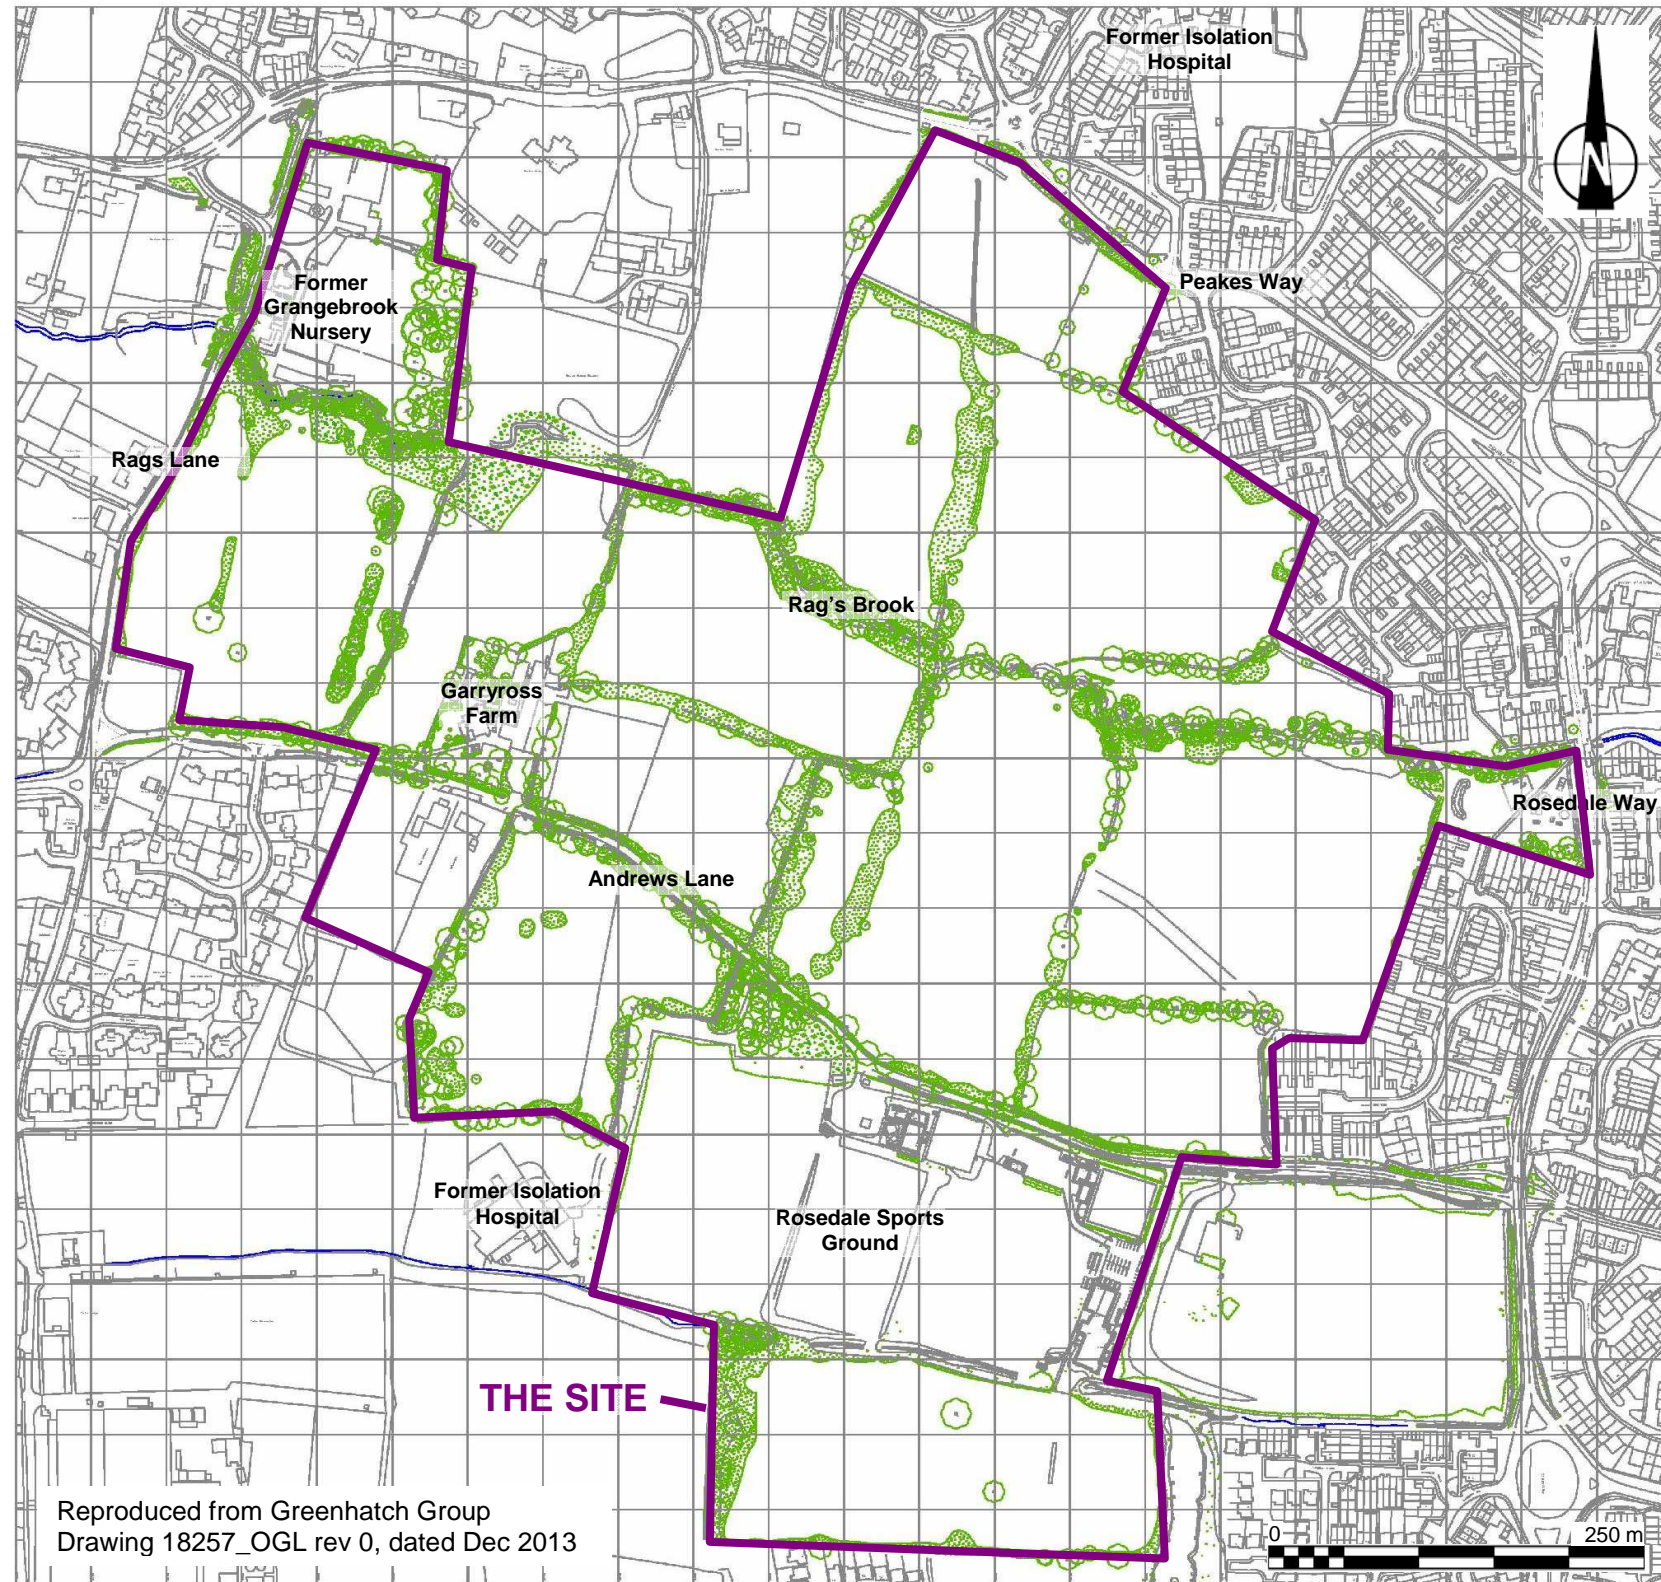 Former Isolation
Hospital
N
Former
Grangebrook
Nursery
Peakes Way
Rags Lane
Rag's Brook
Garryross
Farm
Rosedale Way
Andrews Lane
Former Isolation
Hospital
Rosedale Sports
Ground
THE SITE
Reproduced from Greenhatch Group
Drawing 18257_OGL rev 0, dated Dec 2013
0
250 m